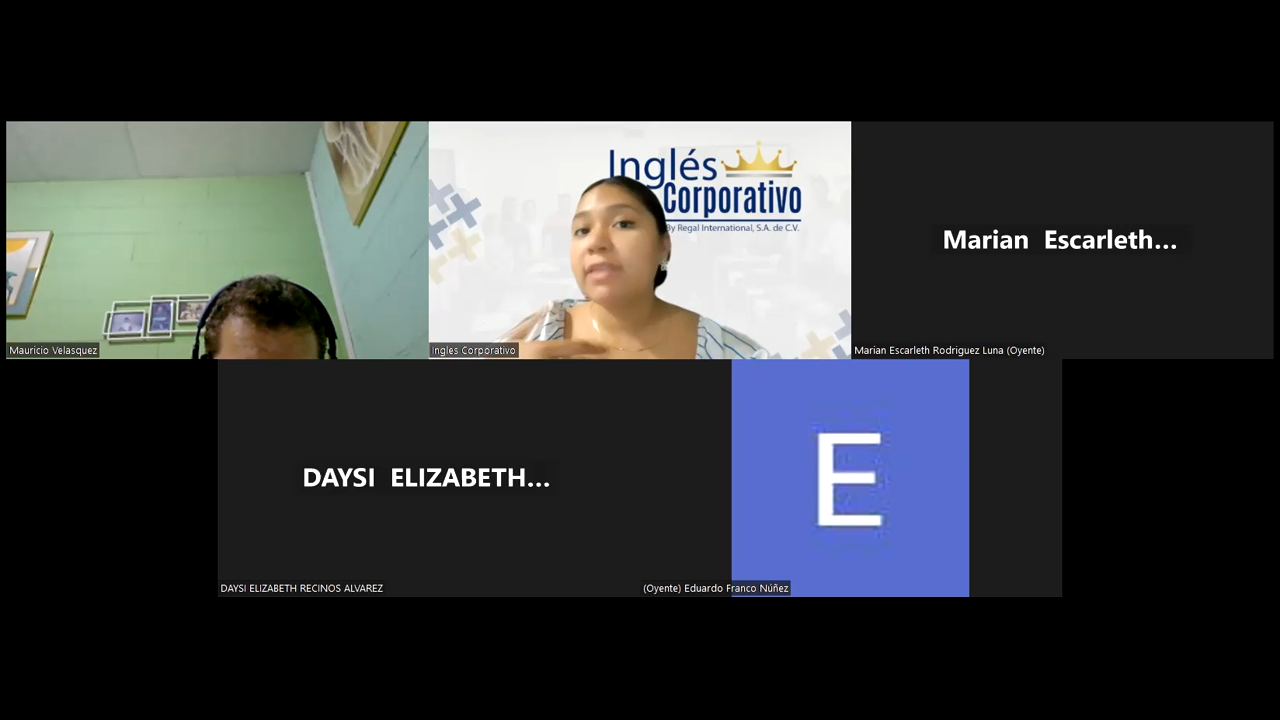 Inglés
Corporativo
By Regal International, S.A. de C.V.
Marian Escarleth...
Mauricio Velasquez
Ingles Corporativo
Marian Escarleth Rodriguez Luna (Oyente)
DAYSI ELIZABETH...
E
DAYSI ELIZABETH RECINOS ALVAREZ
(Oyente) Eduardo Franco Núñez